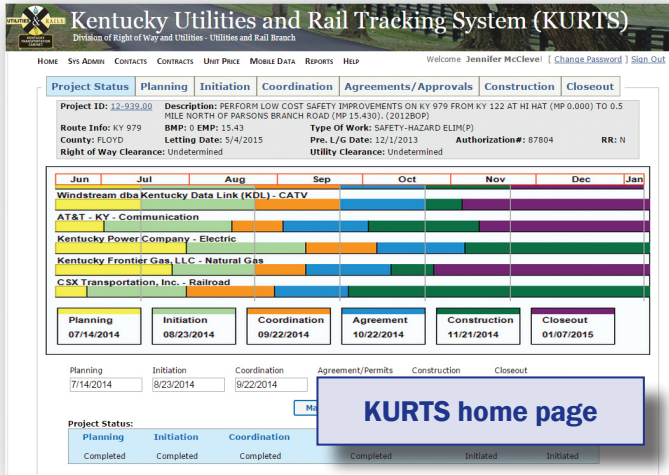 UTILITIES & RAILS
KENTUCKY
TRANSPORTATION
CABINET
Kentucky Utilities and Rail Tracking System (KURTS)
Division of Right of Way and Utilities - Utilities and Rail Branch
HOME SYS ADMIN CONTACTS CONTRACTS UNIT PRICE MOBILE DATA REPORTS HELP
Welcome Jennifer McCleve! [ Change Password ] Sign Out
Project Status Planning Initiation Coordination Agreements/Approvals Construction Closeout
Project ID: 12-939.00 Description: PERFORM LOW COST SAFETY IMPROVEMENTS ON KY 979 FROM KY 122 AT HI HAT (MP 0.000) TO 0.5
MILE NORTH OF PARSONS BRANCH ROAD (MP 15.430). (2012BOP)
Route Info: KY 979 BMP: 0 EMP: 15.43 Type Of Work: SAFETY-HAZARD ELIM(P)
County: FLOYD Letting Date: 5/4/2015 Pre. L/G Date: 12/1/2013 Authorization#: 87804 RR: N
Right of Way Clearance: Undetermined Utility Clearance: Undetermined
Jun Jul Aug Sep Oct Nov Dec Jan
Windstream dba Kentucky Data Link (KDL) - CATV
AT&T - KY - Communication
Kentucky Power Company - Electric
Kentucky Frontier Gas, LLC - Natural Gas
CSX Transportation, Inc. - Railroad
Planning Initiation Coordination Agreement Construction Closeout
07/14/2014 08/23/2014 09/22/2014 10/22/2014 11/21/2014 01/07/2015
Planning Initiation Coordination Agreement/Permits Construction Closeout
7/14/2014 8/23/2014 9/22/2014
Ma
KURTS home page
Project Status:
Planning Initiation Coordination
Completed Completed Completed Completed Initiated Initiated